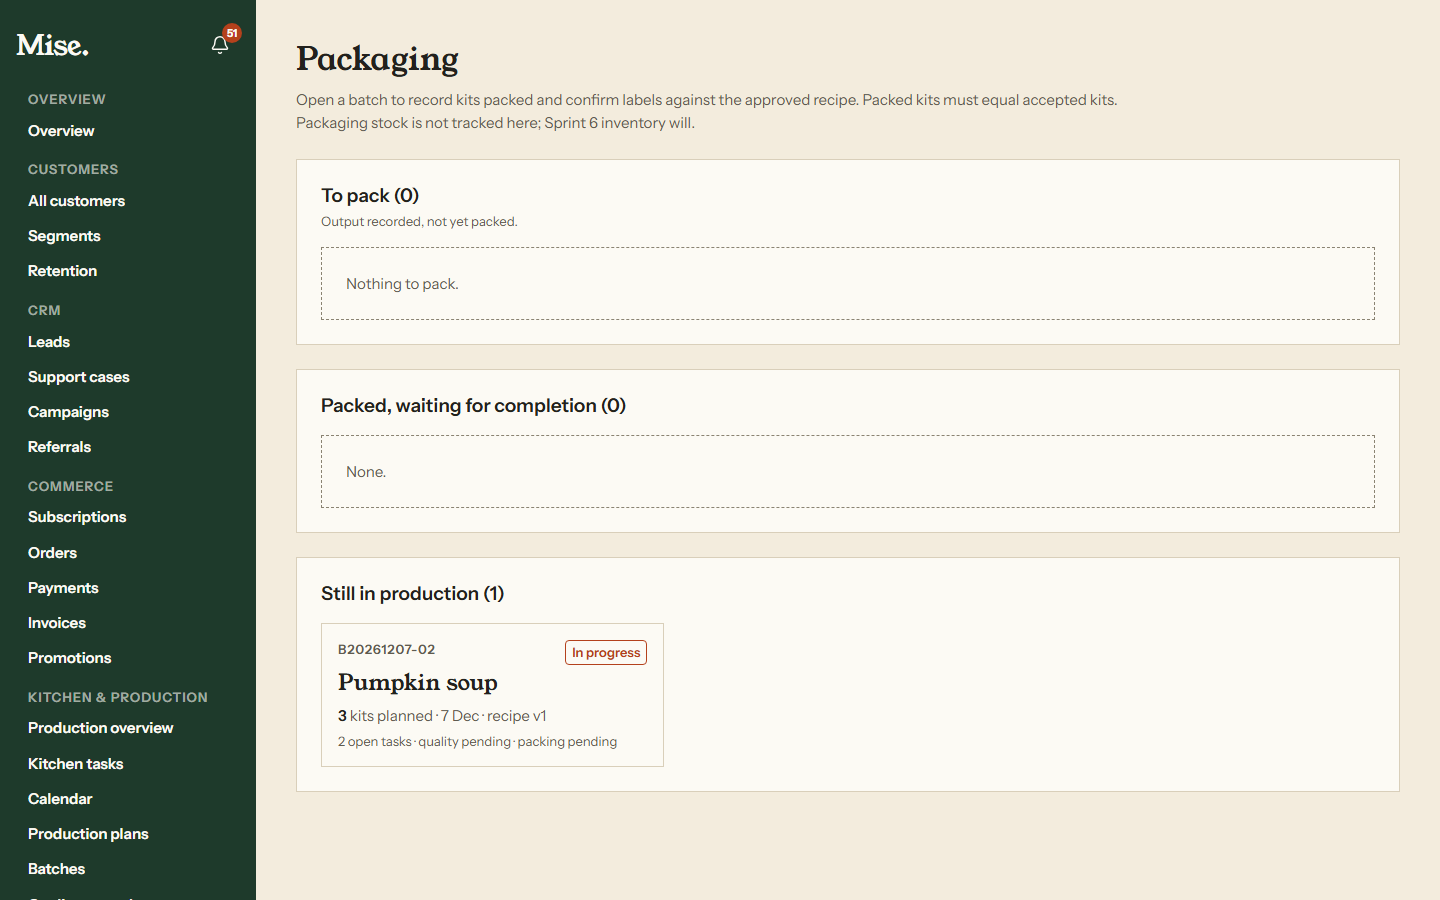 Mise.
51
OVERVIEW
Overview
CUSTOMERS
All customers
Segments
Retention
CRM
Leads
Support cases
Campaigns
Referrals
COMMERCE
Subscriptions
Orders
Payments
Invoices
Promotions
KITCHEN & PRODUCTION
Production overview
Kitchen tasks
Calendar
Production plans
Batches
Packaging
Open a batch to record kits packed and confirm labels against the approved recipe. Packed kits must equal accepted kits.
Packaging stock is not tracked here; Sprint 6 inventory will.
To pack (0)
Output recorded, not yet packed.
Nothing to pack.
Packed, waiting for completion (0)
None.
Still in production (1)
B20261207-02
In progress
Pumpkin soup
3 kits planned · 7 Dec · recipe v1
2 open tasks · quality pending · packing pending